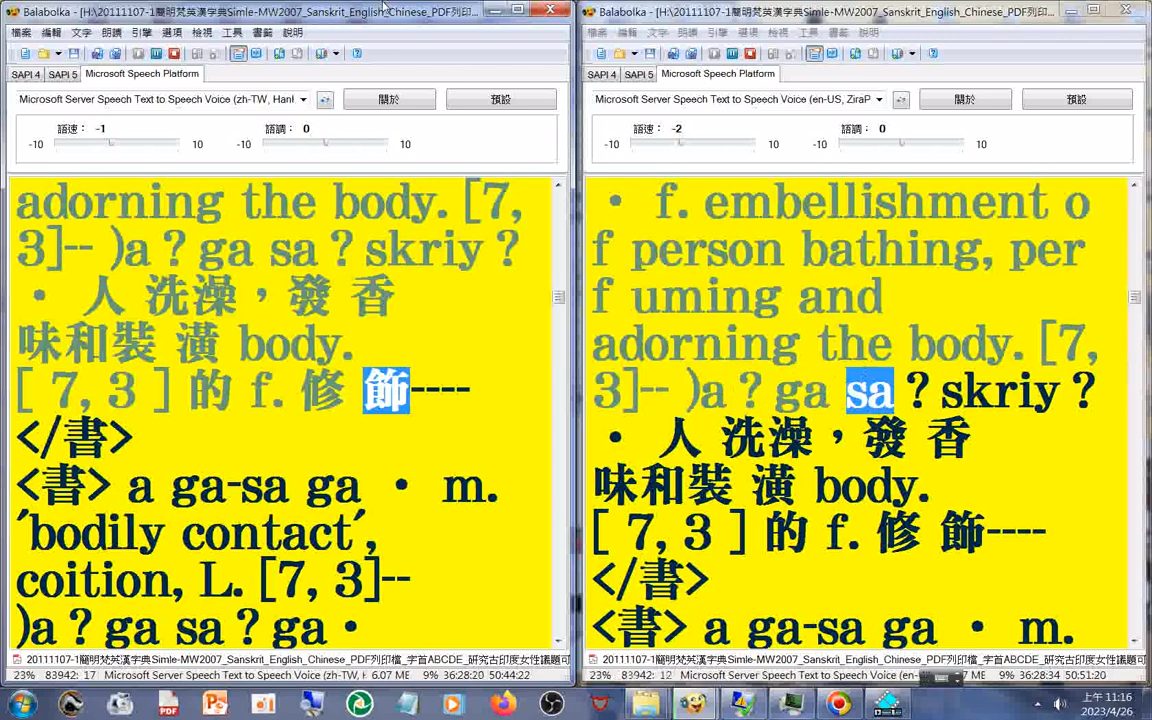 Balabolka - [H:\20111107-1簡明梵英漢字典Simle-MW2007_Sanskrit_English_Chinese_PDF列印...
檔案 編輯 文字 朗讀 引擎 選項 檢視 工具 書籤 說明
SAPI 4 SAPI 5 Microsoft Speech Platform
Microsoft Server Speech Text to Speech Voice (zh-TW, HanI
關於 預設
語速： -1 語調： 0
-10 10 -10 10
adorning the body. [7,
3]-- )a？ga sa？skriy？
• 人 洗澡，發 香
味和裝 潢 body.
[ 7, 3 ] 的 f. 修 飾----
</書>
<書> a ga-sa ga • m.
'bodily contact',
coition, L. [7, 3]--
)a？ga sa？ga•
20111107-1簡明梵英漢字典Simle-MW2007_Sanskrit_English_Chinese_PDF列印檔_字首ABCDE_研究古印度女性議題可
23% 83942: 17 Microsoft Server Speech Text to Speech Voice (zh-TW, H 6.07 ME 9% 36:28:20 50:44:22
Balabolka - [H:\20111107-1簡明梵英漢字典Simle-MW2007_Sanskrit_English_Chinese_PDF列印...
檔案 編輯 文字 朗讀 引擎 選項 檢視 工具 書籤 說明
SAPI 4 SAPI 5 Microsoft Speech Platform
Microsoft Server Speech Text to Speech Voice (en-US, ZiraP
關於 預設
語速： -2 語調： 0
-10 10 -10 10
• f. embellishment o
f person bathing, per
f uming and
adorning the body. [7,
3]-- )a？ga sa？skriy？
• 人 洗澡，發 香
味和裝 潢 body.
[ 7, 3 ] 的 f. 修 飾----
</書>
<書> a ga-sa ga • m.
20111107-1簡明梵英漢字典Simle-MW2007_Sanskrit_English_Chinese_PDF列印檔_字首ABCDE_研究古印度女性議題可
23% 83942: 12 Microsoft Server Speech Text to Speech Voice (en-US 7 ME 9% 36:28:34 50:51:20
上午 11:16
2023/4/26